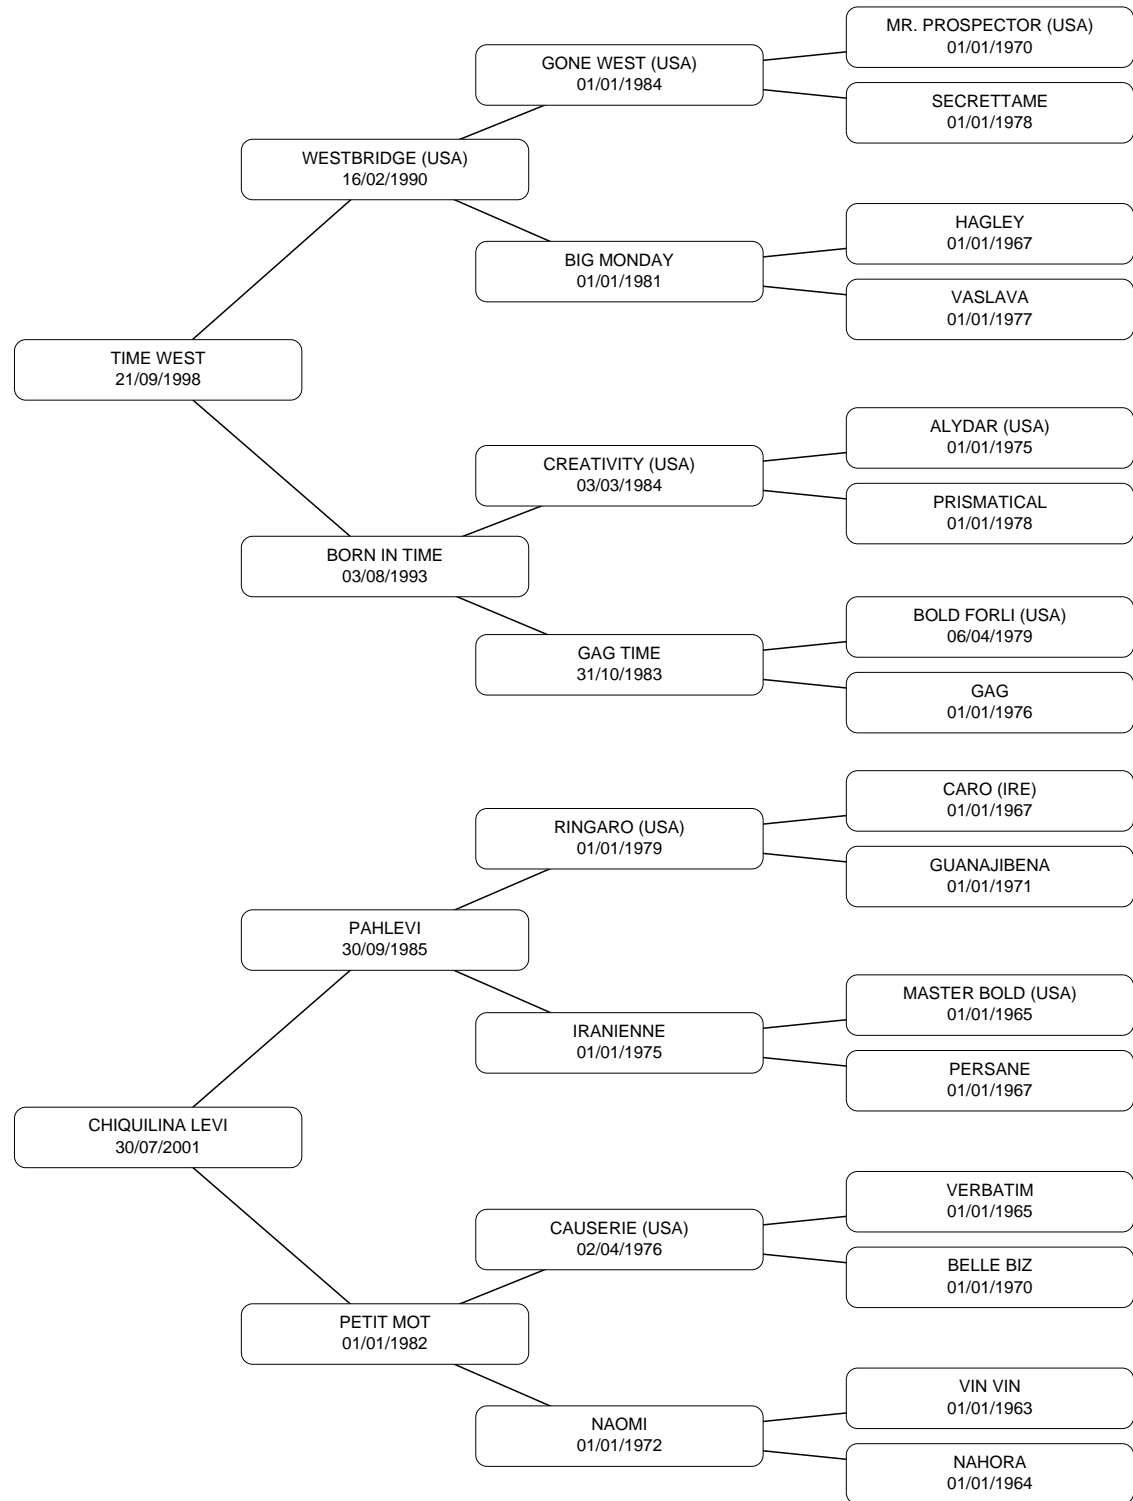 MR. PROSPECTOR (USA)
01/01/1970
GONE WEST (USA)
01/01/1984
SECRETTAME
01/01/1978
WESTBRIDGE (USA)
16/02/1990
HAGLEY
01/01/1967
BIG MONDAY
01/01/1981
VASLAVA
01/01/1977
TIME WEST
21/09/1998
ALYDAR (USA)
01/01/1975
CREATIVITY (USA)
03/03/1984
PRISMATICAL
01/01/1978
BORN IN TIME
03/08/1993
BOLD FORLI (USA)
06/04/1979
GAG TIME
31/10/1983
GAG
01/01/1976
CARO (IRE)
01/01/1967
RINGARO (USA)
01/01/1979
GUANAJIBENA
01/01/1971
PAHLEVI
30/09/1985
MASTER BOLD (USA)
01/01/1965
IRANIENNE
01/01/1975
PERSANE
01/01/1967
CHIQUILINA LEVI
30/07/2001
VERBATIM
01/01/1965
CAUSERIE (USA)
02/04/1976
BELLE BIZ
01/01/1970
PETIT MOT
01/01/1982
VIN VIN
01/01/1963
NAOMI
01/01/1972
NAHORA
01/01/1964